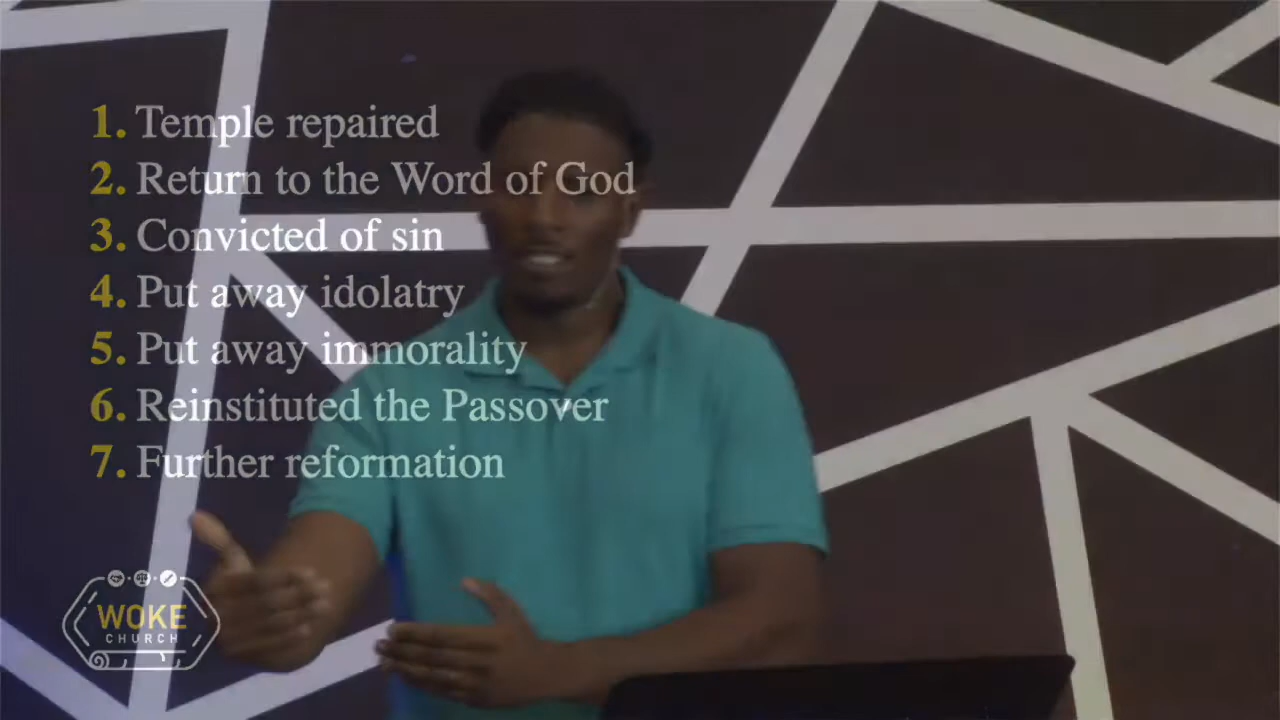 1. Temple repaired
2. Return to the Word of God
3. Convicted of sin
4. Put away idolatry
5. Put away immorality
6. Reinstituted the Passover
7. Further reformation
WOKE
CHURCH